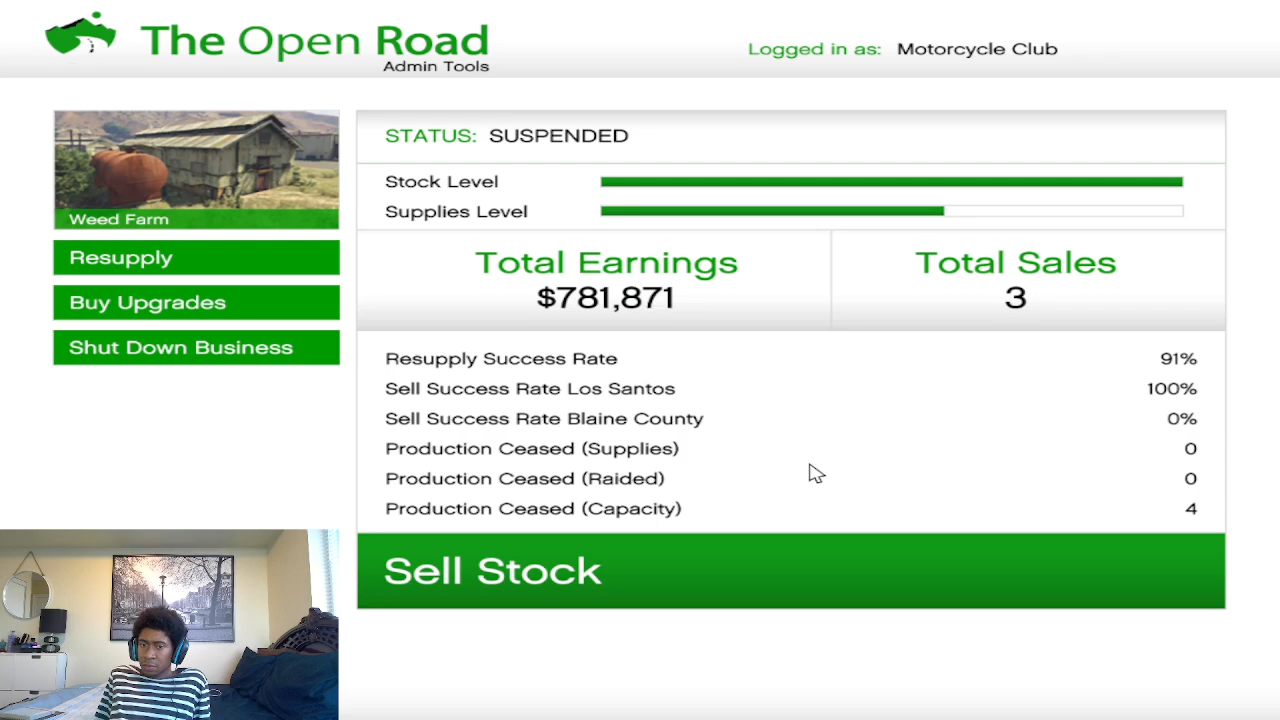 The Open Road
Admin Tools
Logged in as: Motorcycle Club
Weed Farm
Resupply
Buy Upgrades
Shut Down Business
STATUS: SUSPENDED
Stock Level
Supplies Level
Total Earnings
$781,871
Total Sales
3
Resupply Success Rate 91%
Sell Success Rate Los Santos 100%
Sell Success Rate Blaine County 0%
Production Ceased (Supplies) 0
Production Ceased (Raided) 0
Production Ceased (Capacity) 4
Sell Stock